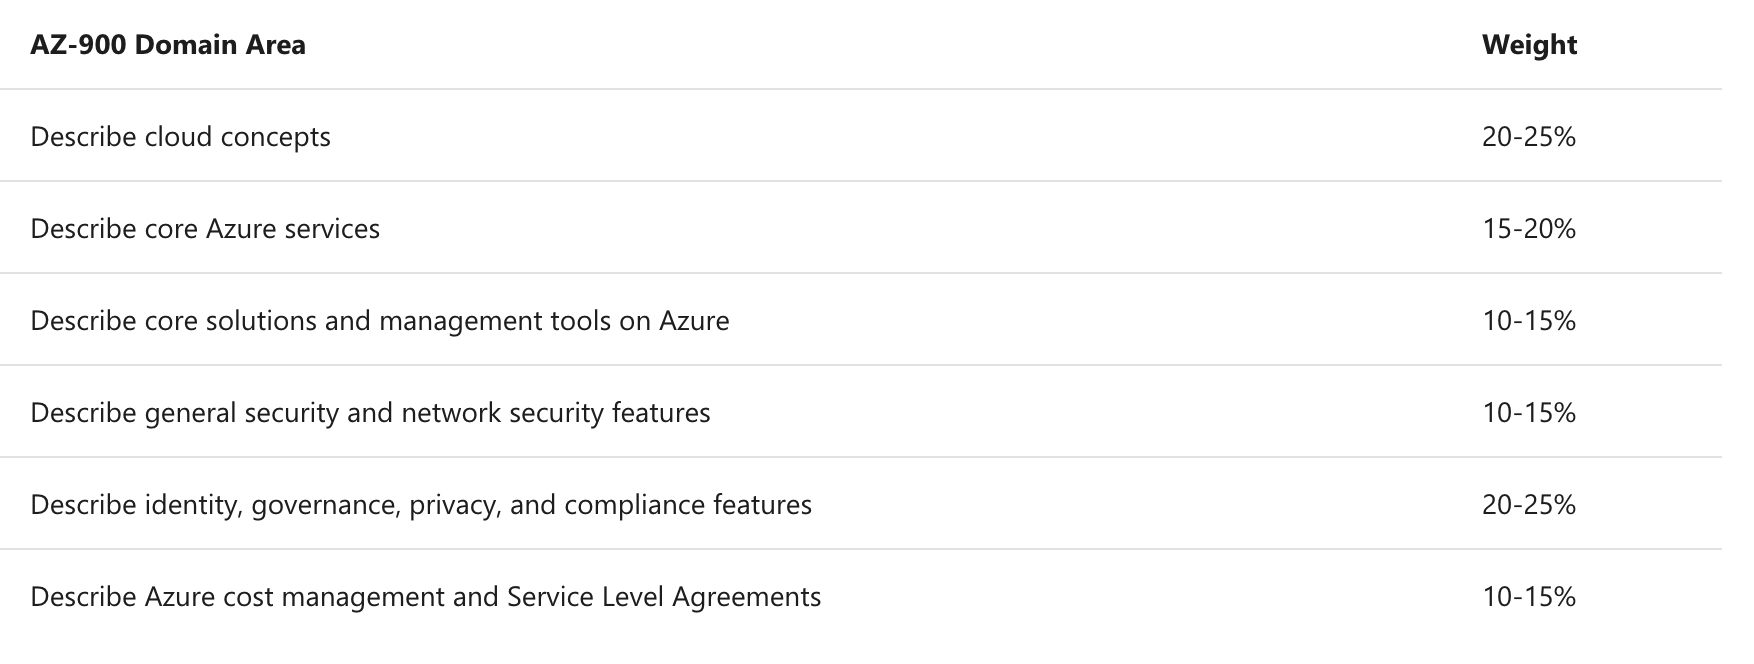 AZ-900 Domain Area Weight
Describe cloud concepts 20-25%
Describe core Azure services 15-20%
Describe core solutions and management tools on Azure 10-15%
Describe general security and network security features 10-15%
Describe identity, governance, privacy, and compliance features 20-25%
Describe Azure cost management and Service Level Agreements 10-15%